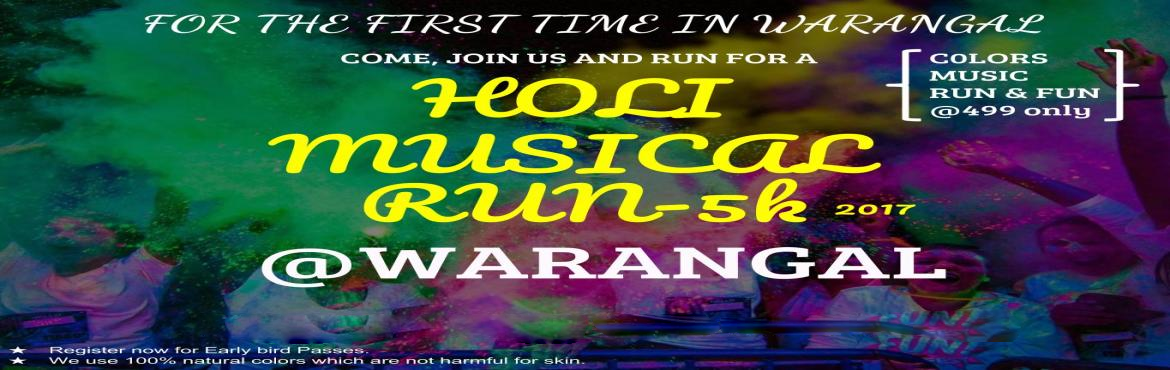 FOR THE FIRST TIME IN WARANGAL
COME, JOIN US AND RUN FOR A
HOLI
MUSICAL
RUN-5k 2017
@WARANGAL
C0LORS
MUSIC
RUN & FUN
@499 only
★ Register now for Early bird Passes.
★ We use 100% natural colors which are not harmful for skin.